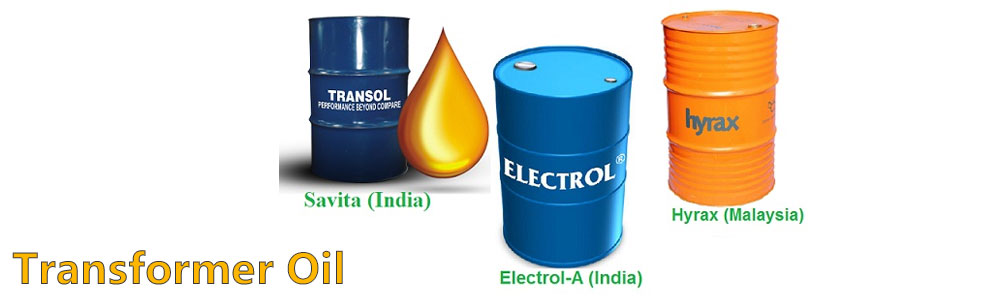 TRANSOL
PERFORMANCE BEYOND COMPARE
Savita (India)
ELECTROL®
Electrol-A (India)
hyrax
Hyrax (Malaysia)
Transformer Oil